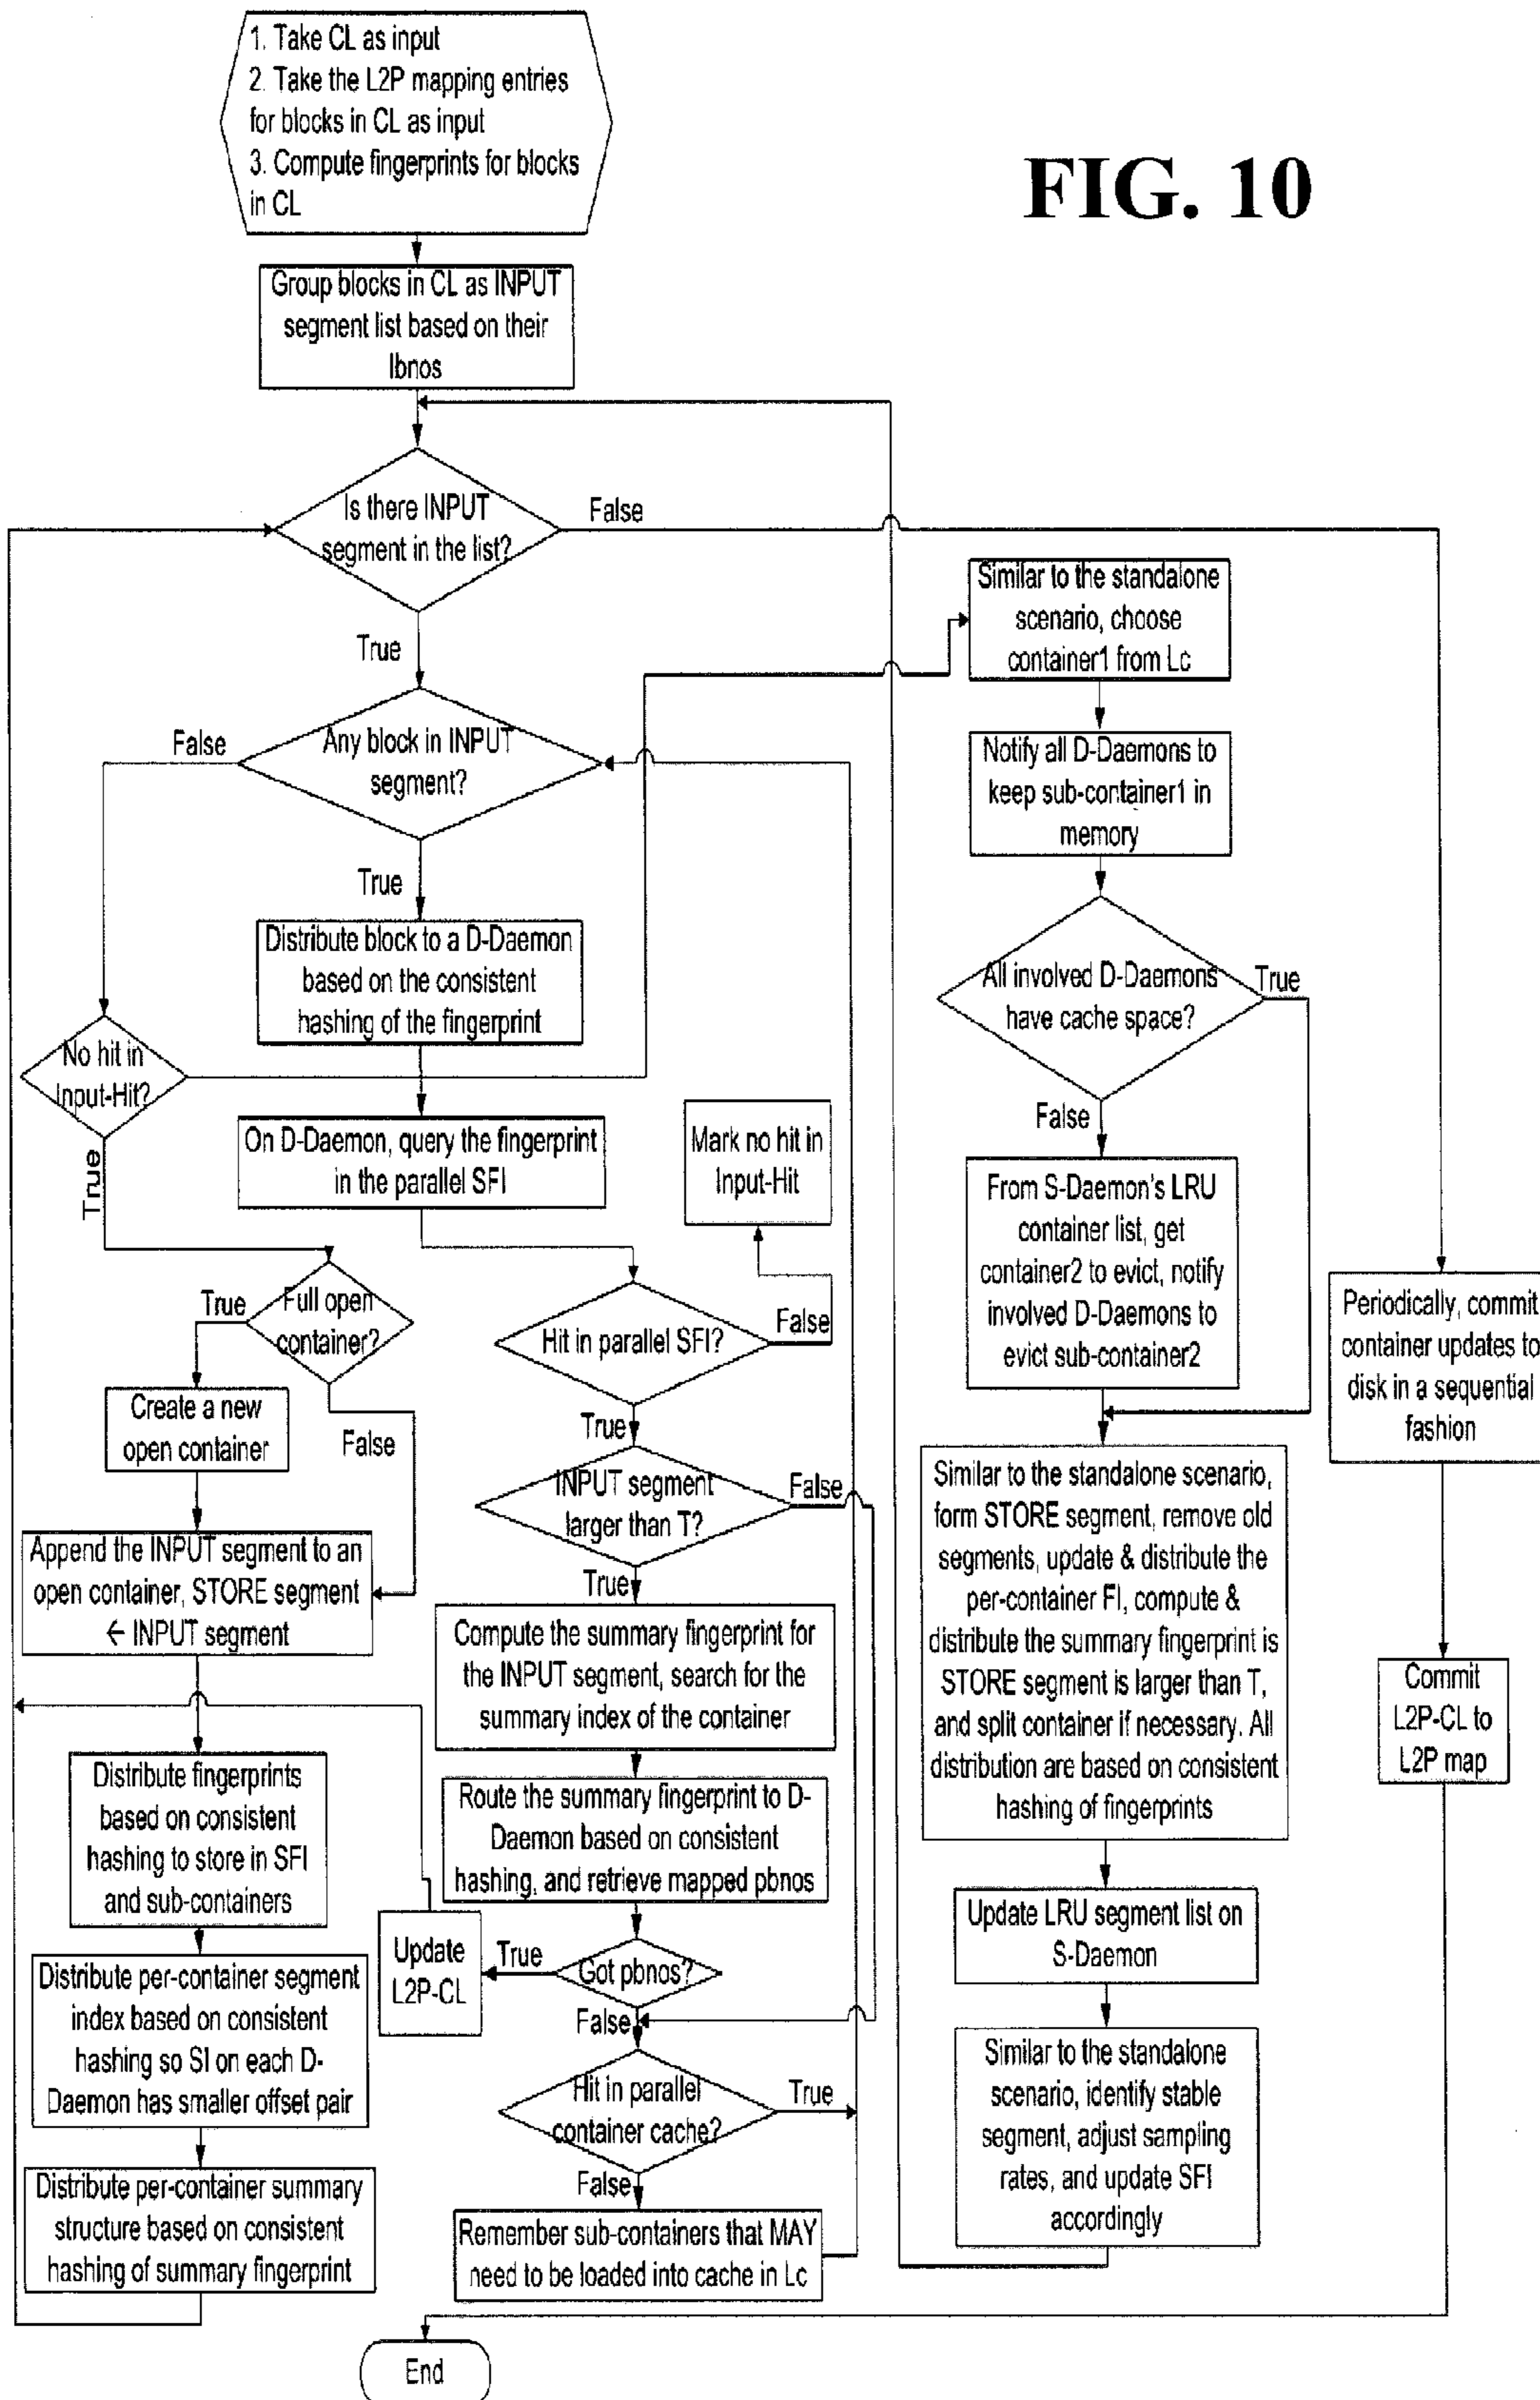 1. Take CL as input
2. Take the L2P mapping entries
for blocks in CL as input
3. Compute fingerprints for blocks
in CL
FIG. 10
Group blocks in CL as INPUT
segment list based on their
lbnos
Is there INPUT
segment in the list?
False
True
Similar to the standalone
scenario, choose
container1 from Lc
Any block in INPUT
segment?
False
True
Notify all D-Daemons to
keep sub-container1 in
memory
Distribute block to a D-Daemon
based on the consistent
hashing of the fingerprint
All involved D-Daemons
have cache space?
True
False
No hit in
Input-Hit?
True
On D-Daemon, query the fingerprint
in the parallel SFI
Mark no hit in
Input-Hit
From S-Daemon's LRU
container list, get
container2 to evict, notify
involved D-Daemons to
evict sub-container2
Periodically, commit
container updates to
disk in a sequential
fashion
Full open
container?
True
False
Hit in parallel SFI?
False
True
Create a new
open container
INPUT segment
larger than T?
False
True
Append the INPUT segment to an
open container, STORE segment
← INPUT segment
Similar to the standalone scenario,
form STORE segment, remove old
segments, update & distribute the
per-container FI, compute &
distribute the summary fingerprint is
STORE segment is larger than T,
and split container if necessary. All
distribution are based on consistent
hashing of fingerprints
Compute the summary fingerprint for
the INPUT segment, search for the
summary index of the container
Commit
L2P-CL to
L2P map
Distribute fingerprints
based on consistent
hashing to store in SFI
and sub-containers
Route the summary fingerprint to D-
Daemon based on consistent
hashing, and retrieve mapped pbnos
Update LRU segment list on
S-Daemon
Update
L2P-CL
True
Got pbnos?
False
Distribute per-container segment
index based on consistent
hashing so SI on each D-
Daemon has smaller offset pair
Hit in parallel
container cache?
True
False
Similar to the standalone
scenario, identify stable
segment, adjust sampling
rates, and update SFI
accordingly
Distribute per-container summary
structure based on consistent
hashing of summary fingerprint
Remember sub-containers that MAY
need to be loaded into cache in Lc
End